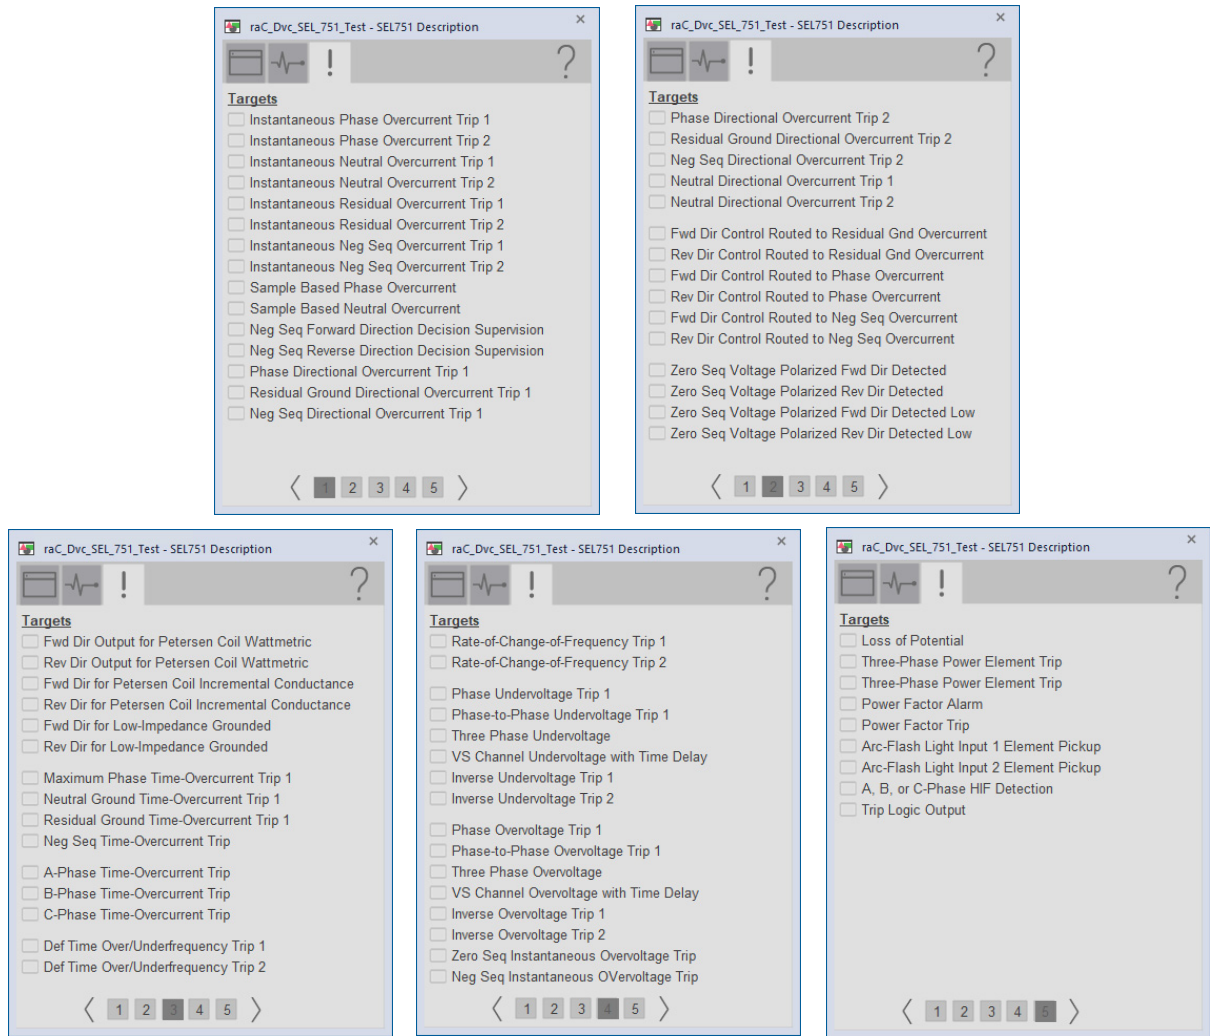 raC_Dvc_SEL_751_Test - SEL751 Description
Targets
Instantaneous Phase Overcurrent Trip 1
Instantaneous Phase Overcurrent Trip 2
Instantaneous Neutral Overcurrent Trip 1
Instantaneous Neutral Overcurrent Trip 2
Instantaneous Residual Overcurrent Trip 1
Instantaneous Residual Overcurrent Trip 2
Instantaneous Neg Seq Overcurrent Trip 1
Instantaneous Neg Seq Overcurrent Trip 2
Sample Based Phase Overcurrent
Sample Based Neutral Overcurrent
Neg Seq Forward Direction Decision Supervision
Neg Seq Reverse Direction Decision Supervision
Phase Directional Overcurrent Trip 1
Residual Ground Directional Overcurrent Trip 1
Neg Seq Directional Overcurrent Trip 1
1 2 3 4 5
raC_Dvc_SEL_751_Test - SEL751 Description
Targets
Phase Directional Overcurrent Trip 2
Residual Ground Directional Overcurrent Trip 2
Neg Seq Directional Overcurrent Trip 2
Neutral Directional Overcurrent Trip 1
Neutral Directional Overcurrent Trip 2
Fwd Dir Control Routed to Residual Gnd Overcurrent
Rev Dir Control Routed to Residual Gnd Overcurrent
Fwd Dir Control Routed to Phase Overcurrent
Rev Dir Control Routed to Phase Overcurrent
Fwd Dir Control Routed to Neg Seq Overcurrent
Rev Dir Control Routed to Neg Seq Overcurrent
Zero Seq Voltage Polarized Fwd Dir Detected
Zero Seq Voltage Polarized Rev Dir Detected
Zero Seq Voltage Polarized Fwd Dir Detected Low
Zero Seq Voltage Polarized Rev Dir Detected Low
1 2 3 4 5
raC_Dvc_SEL_751_Test - SEL751 Description
Targets
Fwd Dir Output for Petersen Coil Wattmetric
Rev Dir Output for Petersen Coil Wattmetric
Fwd Dir for Petersen Coil Incremental Conductance
Rev Dir for Petersen Coil Incremental Conductance
Fwd Dir for Low-Impedance Grounded
Rev Dir for Low-Impedance Grounded
Maximum Phase Time-Overcurrent Trip 1
Neutral Ground Time-Overcurrent Trip 1
Residual Ground Time-Overcurrent Trip 1
Neg Seq Time-Overcurrent Trip
A-Phase Time-Overcurrent Trip
B-Phase Time-Overcurrent Trip
C-Phase Time-Overcurrent Trip
Def Time Over/Underfrequency Trip 1
Def Time Over/Underfrequency Trip 2
1 2 3 4 5
raC_Dvc_SEL_751_Test - SEL751 Description
Targets
Rate-of-Change-of-Frequency Trip 1
Rate-of-Change-of-Frequency Trip 2
Phase Undervoltage Trip 1
Phase-to-Phase Undervoltage Trip 1
Three Phase Undervoltage
VS Channel Undervoltage with Time Delay
Inverse Undervoltage Trip 1
Inverse Undervoltage Trip 2
Phase Overvoltage Trip 1
Phase-to-Phase Overvoltage Trip 1
Three Phase Overvoltage
VS Channel Overvoltage with Time Delay
Inverse Overvoltage Trip 1
Inverse Overvoltage Trip 2
Zero Seq Instantaneous Overvoltage Trip
Neg Seq Instantaneous OVervoltage Trip
1 2 3 4 5
raC_Dvc_SEL_751_Test - SEL751 Description
Targets
Loss of Potential
Three-Phase Power Element Trip
Three-Phase Power Element Trip
Power Factor Alarm
Power Factor Trip
Arc-Flash Light Input 1 Element Pickup
Arc-Flash Light Input 2 Element Pickup
A, B, or C-Phase HIF Detection
Trip Logic Output
1 2 3 4 5